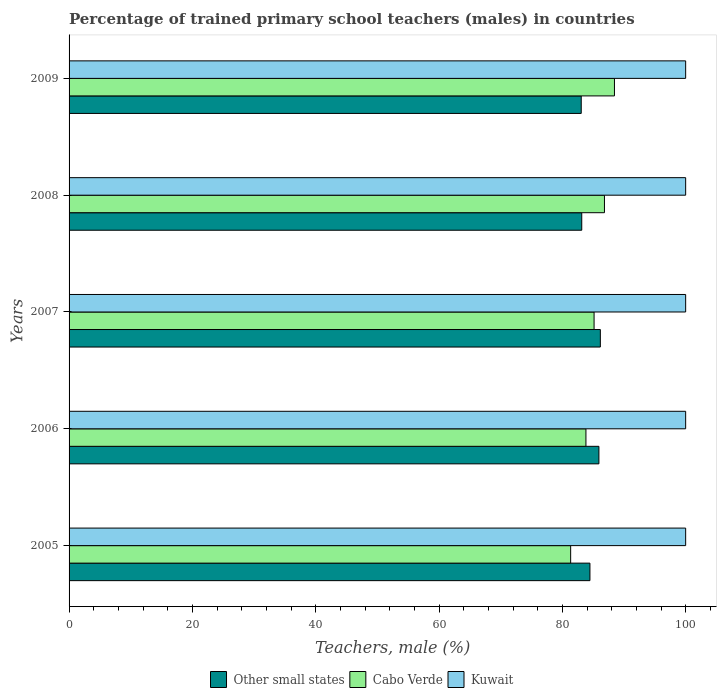 Percentage of trained primary school teachers (males) in countries
2009
2008
2007
2006
2005
Years
0 20 40 60 80 100
Teachers, male (%)
Other small states Cabo Verde Kuwait